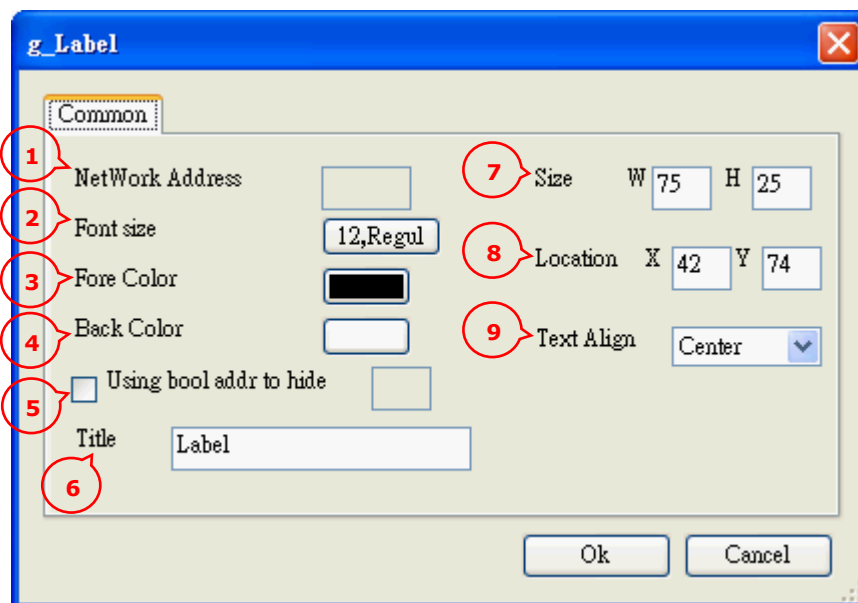 g_Label
Common
1 NetWork Address
7 Size W 75 H 25
2 Font size 12,Regul
8 Location X 42 Y 74
3 Fore Color
4 Back Color
9 Text Align Center
5 Using bool addr to hide
6 Title Label
Ok Cancel